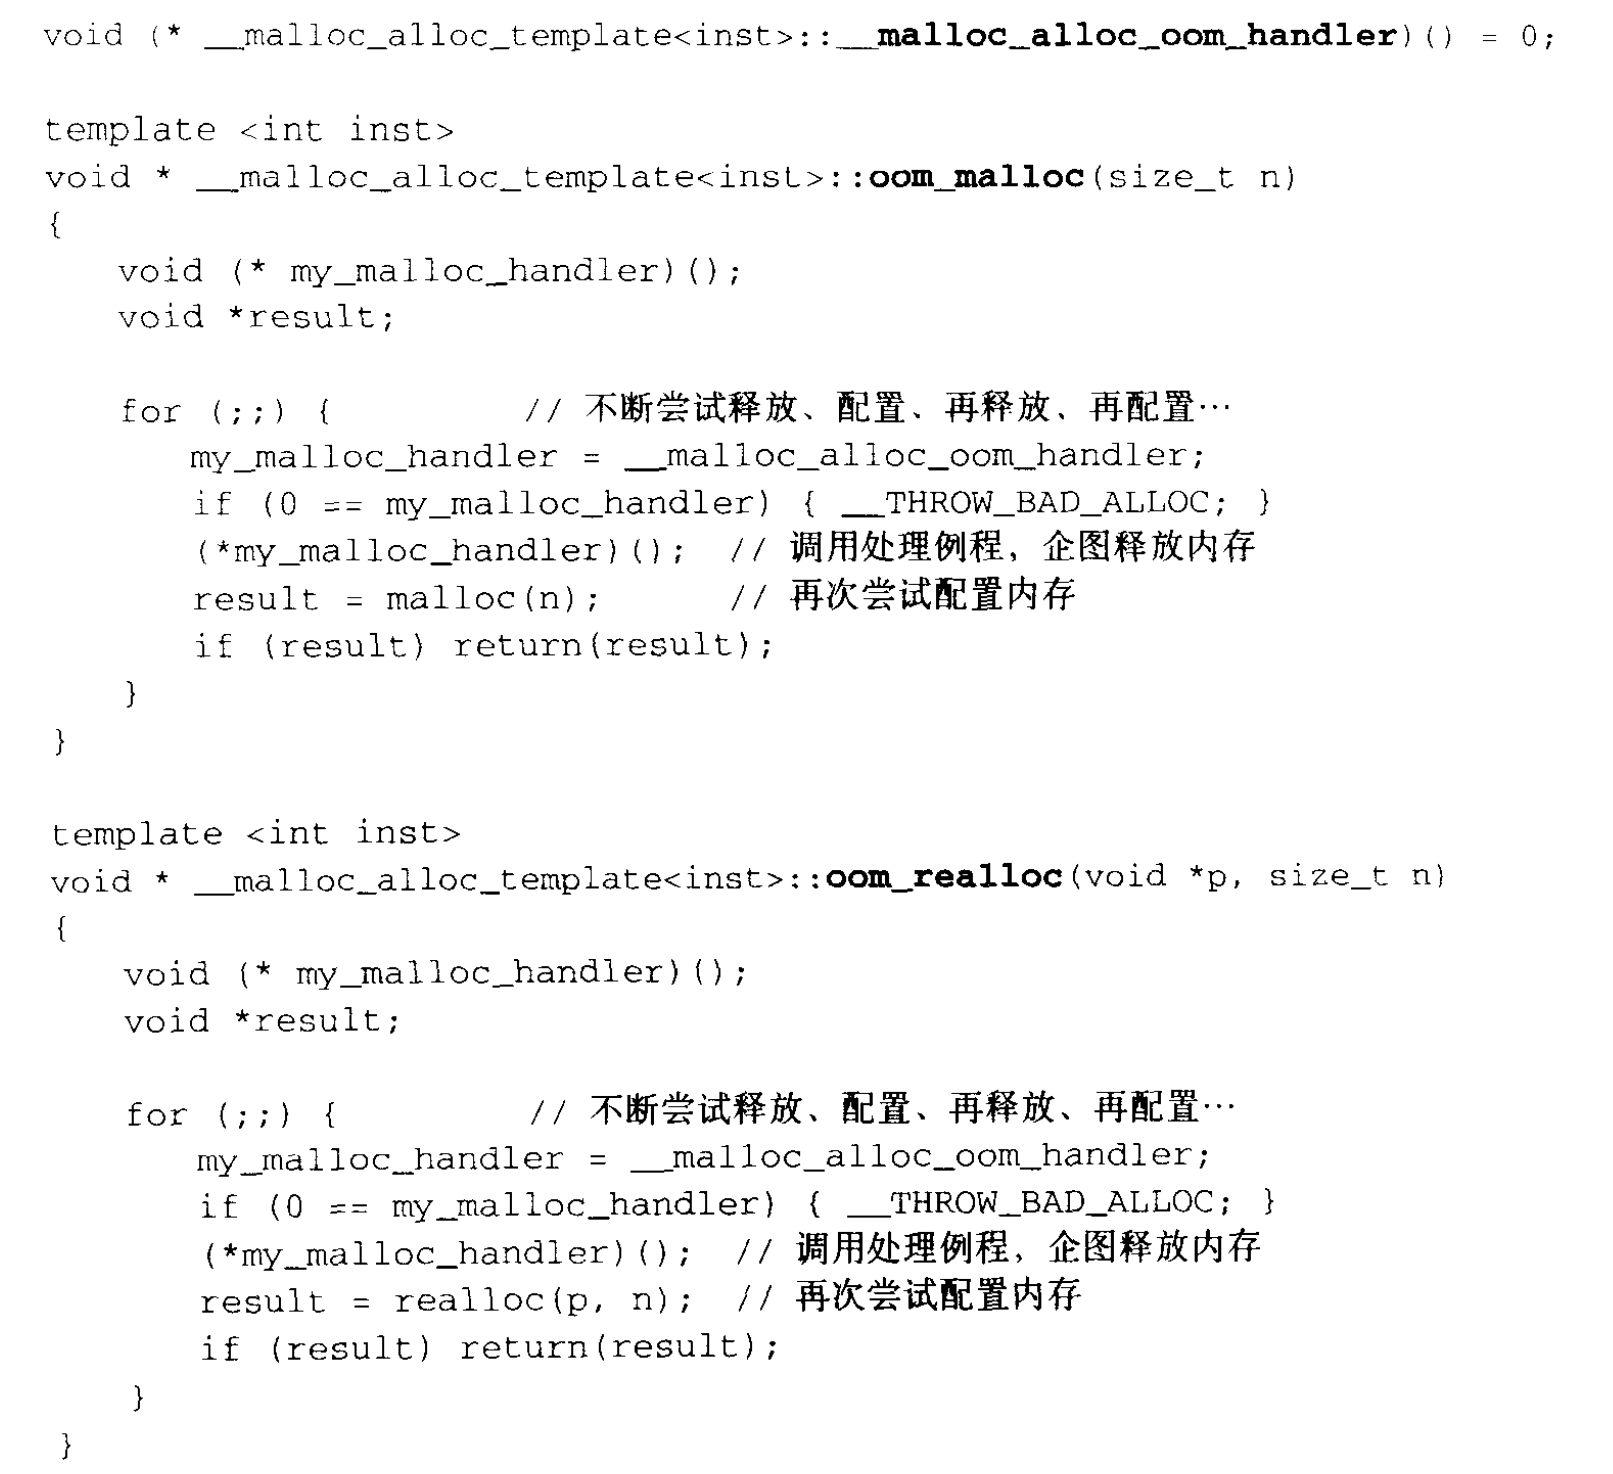 void (* __malloc_alloc_template<inst>::__malloc_alloc_oom_handler)() = 0;
template <int inst>
void * __malloc_alloc_template<inst>::oom_malloc(size_t n)
{
void (* my_malloc_handler)();
void *result;
for (;;) { // 不断尝试释放、配置、再释放、再配置…
my_malloc_handler = __malloc_alloc_oom_handler;
if (0 == my_malloc_handler) { __THROW_BAD_ALLOC; }
(*my_malloc_handler)(); // 调用处理例程，企图释放内存
result = malloc(n); // 再次尝试配置内存
if (result) return(result);
}
}
template <int inst>
void * __malloc_alloc_template<inst>::oom_realloc(void *p, size_t n)
{
void (* my_malloc_handler)();
void *result;
for (;;) { // 不断尝试释放、配置、再释放、再配置…
my_malloc_handler = __malloc_alloc_oom_handler;
if (0 == my_malloc_handler) { __THROW_BAD_ALLOC; }
(*my_malloc_handler)(); // 调用处理例程，企图释放内存
result = realloc(p, n); // 再次尝试配置内存
if (result) return(result);
}
}